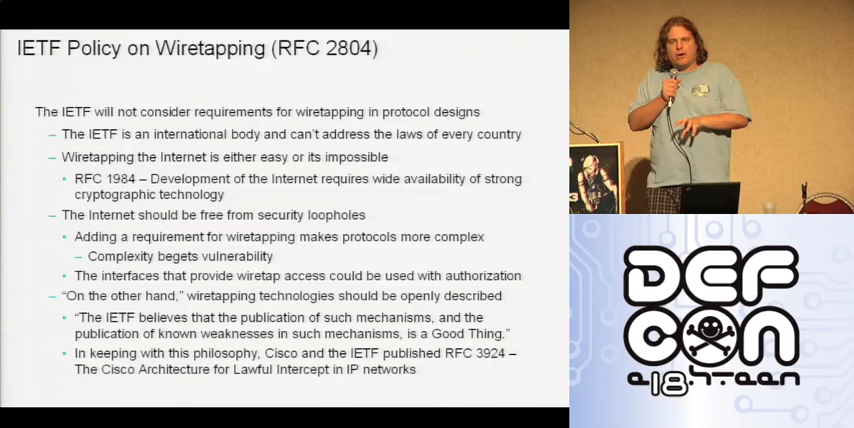 IETF Policy on Wiretapping (RFC 2804)
The IETF will not consider requirements for wiretapping in protocol designs
– The IETF is an international body and can't address the laws of every country
– Wiretapping the Internet is either easy or its impossible
• RFC 1984 – Development of the Internet requires wide availability of strong
cryptographic technology
– The Internet should be free from security loopholes
• Adding a requirement for wiretapping makes protocols more complex
– Complexity begets vulnerability
• The interfaces that provide wiretap access could be used with authorization
– "On the other hand," wiretapping technologies should be openly described
• "The IETF believes that the publication of such mechanisms, and the
publication of known weaknesses in such mechanisms, is a Good Thing."
• In keeping with this philosophy, Cisco and the IETF published RFC 3924 –
The Cisco Architecture for Lawful Intercept in IP networks
DEF
CON
e18h.teen